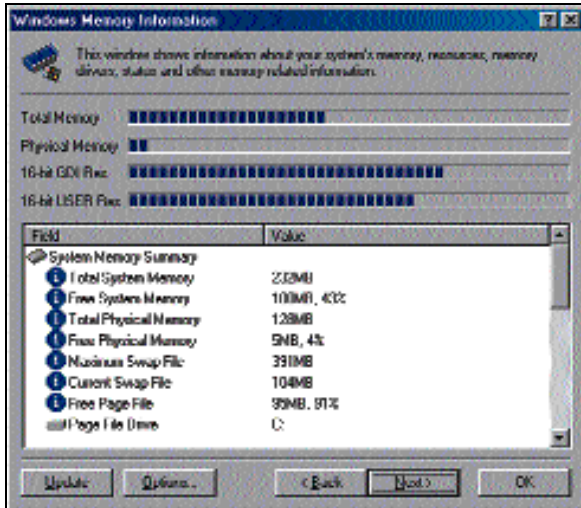 Windows Memory Information
This window shows information about your system's memory, resources, memory
drivers, status and other memory related information.
Total Memory
Physical Memory
16-bit GDI Res
16-bit USER Res
Field Value
System Memory Summary
Total System Memory 232MB
Free System Memory 100MB, 43%
Total Physical Memory 128MB
Free Physical Memory 5MB, 4%
Maximum Swap File 391MB
Current Swap File 104MB
Free Page File 99MB, 91%
Page File Drive C:
Update Options... < Back Next > OK